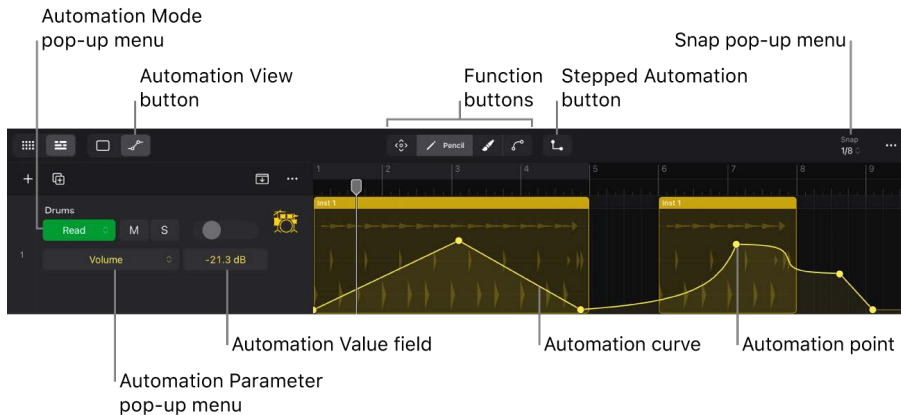 Automation Mode
pop-up menu
Snap pop-up menu
Automation View
button
Function
buttons
Stepped Automation
button
Pencil
Snap
1/8
1 2 3 4 5 6 7 8 9
Drums
Inst 1 Inst 1
Read M S
1
Volume -21.3 dB
Automation Value field
Automation curve
Automation point
Automation Parameter
pop-up menu